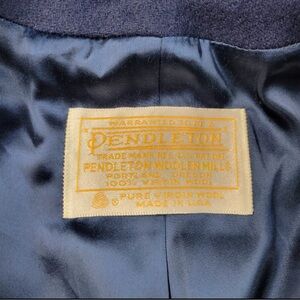 WARRANTED TO BE A
PENDLETON
TRADE MARK REG. U.S. PAT. OFF.
PENDLETON WOOLEN MILLS
PORTLAND, OREGON
100% VIRGIN WOOL
PURE VIRGIN WOOL
MADE IN U.S.A.